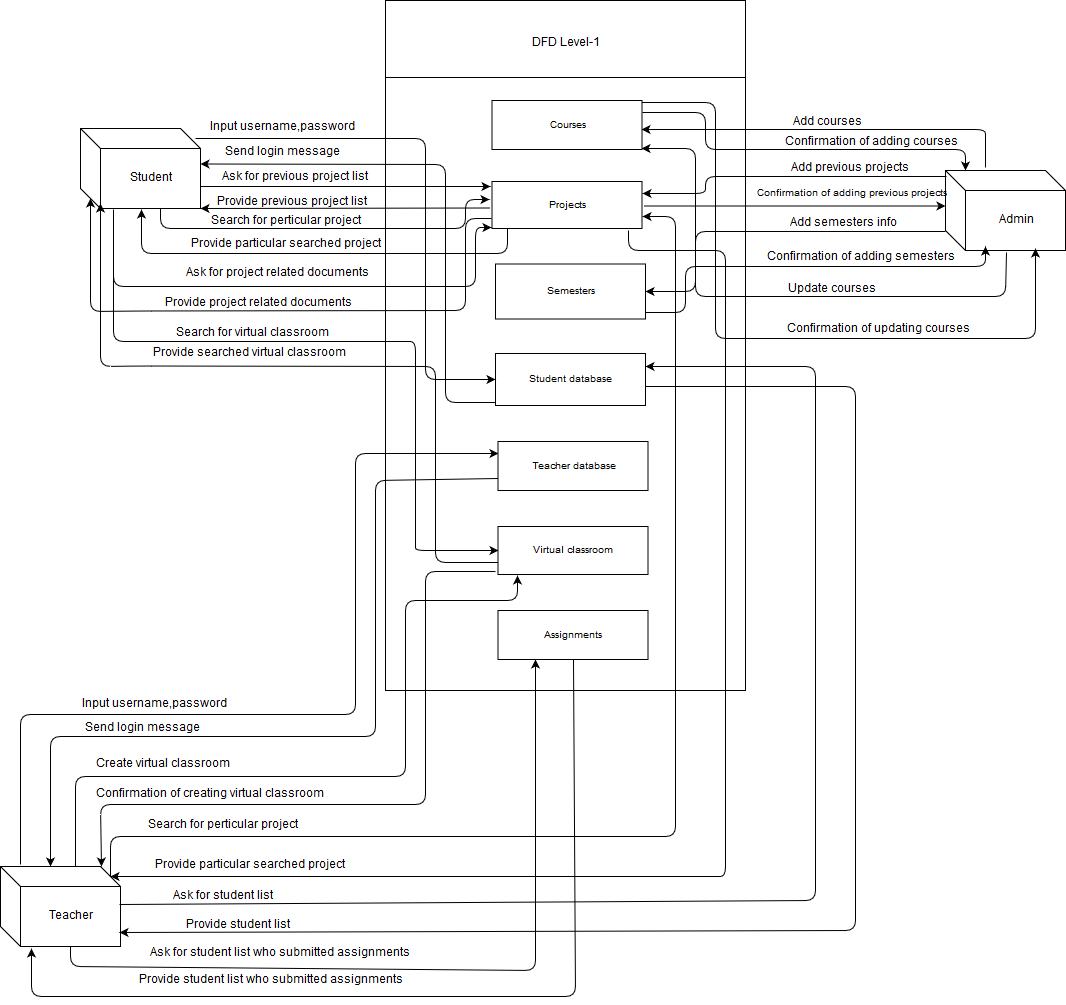 DFD Level-1
Courses
Projects
Semesters
Student database
Teacher database
Virtual classroom
Assignments
Student
Input username,password
Send login message
Ask for previous project list
Provide previous project list
Search for perticular project
Provide particular searched project
Ask for project related documents
Provide project related documents
Search for virtual classroom
Provide searched virtual classroom
Admin
Add courses
Confirmation of adding courses
Add previous projects
Confirmation of adding previous projects
Add semesters info
Confirmation of adding semesters
Update courses
Confirmation of updating courses
Teacher
Input username,password
Send login message
Create virtual classroom
Confirmation of creating virtual classroom
Search for perticular project
Provide particular searched project
Ask for student list
Provide student list
Ask for student list who submitted assignments
Provide student list who submitted assignments